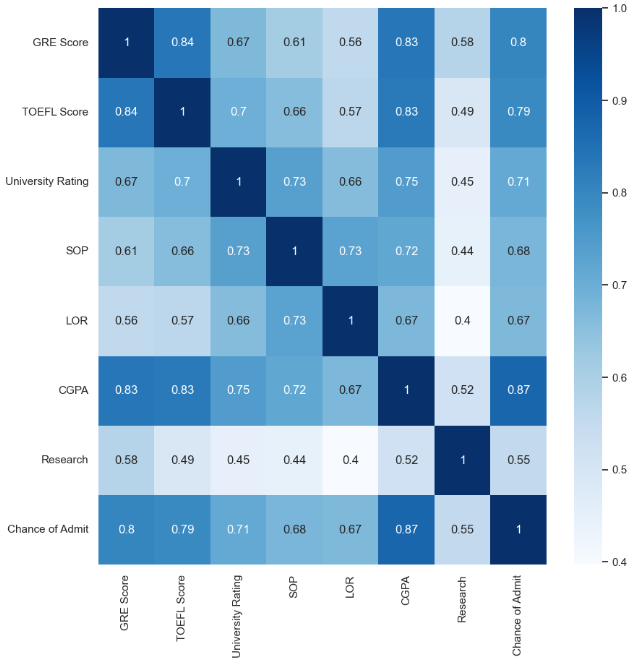 GRE Score 1 0.84 0.67 0.61 0.56 0.83 0.58 0.8
TOEFL Score 0.84 1 0.7 0.66 0.57 0.83 0.49 0.79
University Rating 0.67 0.7 1 0.73 0.66 0.75 0.45 0.71
SOP 0.61 0.66 0.73 1 0.73 0.72 0.44 0.68
LOR 0.56 0.57 0.66 0.73 1 0.67 0.4 0.67
CGPA 0.83 0.83 0.75 0.72 0.67 1 0.52 0.87
Research 0.58 0.49 0.45 0.44 0.4 0.52 1 0.55
Chance of Admit 0.8 0.79 0.71 0.68 0.67 0.87 0.55 1
GRE Score
TOEFL Score
University Rating
SOP
LOR
CGPA
Research
Chance of Admit
1.0
0.9
0.8
0.7
0.6
0.5
0.4